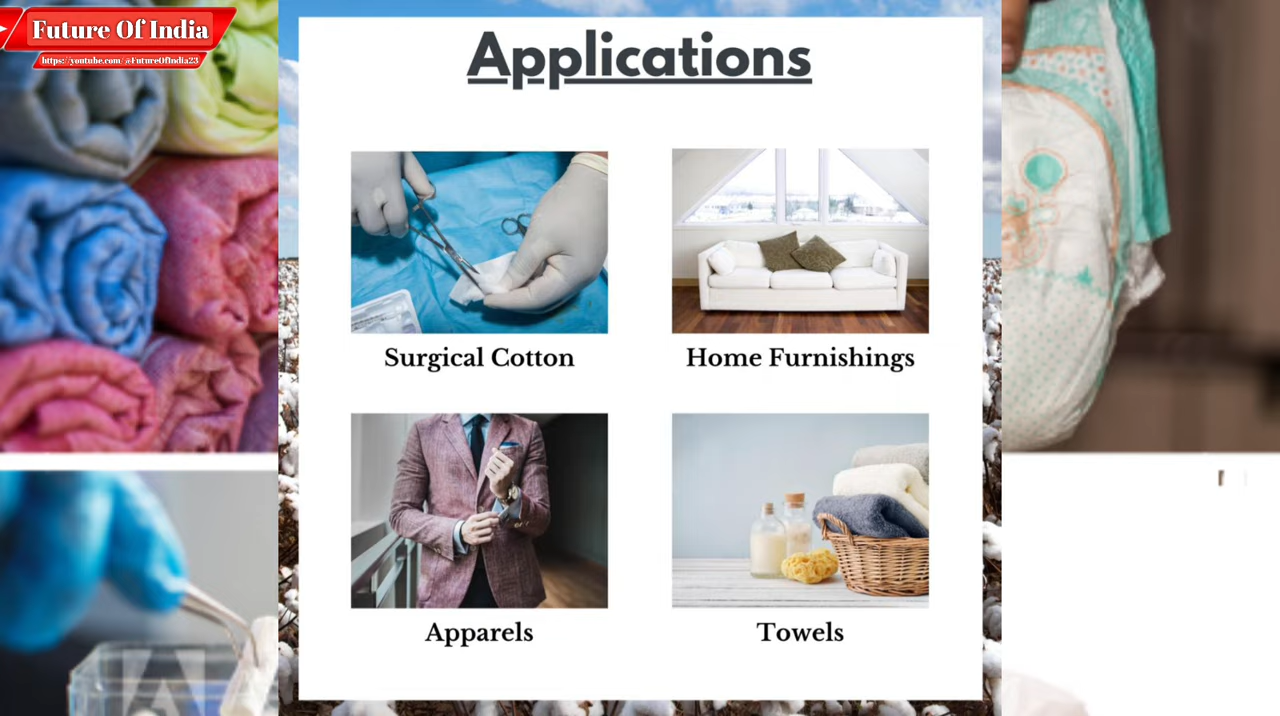 Future Of India
https://youtube.com/@FutureOfIndia23
Applications
Surgical Cotton
Home Furnishings
Apparels
Towels